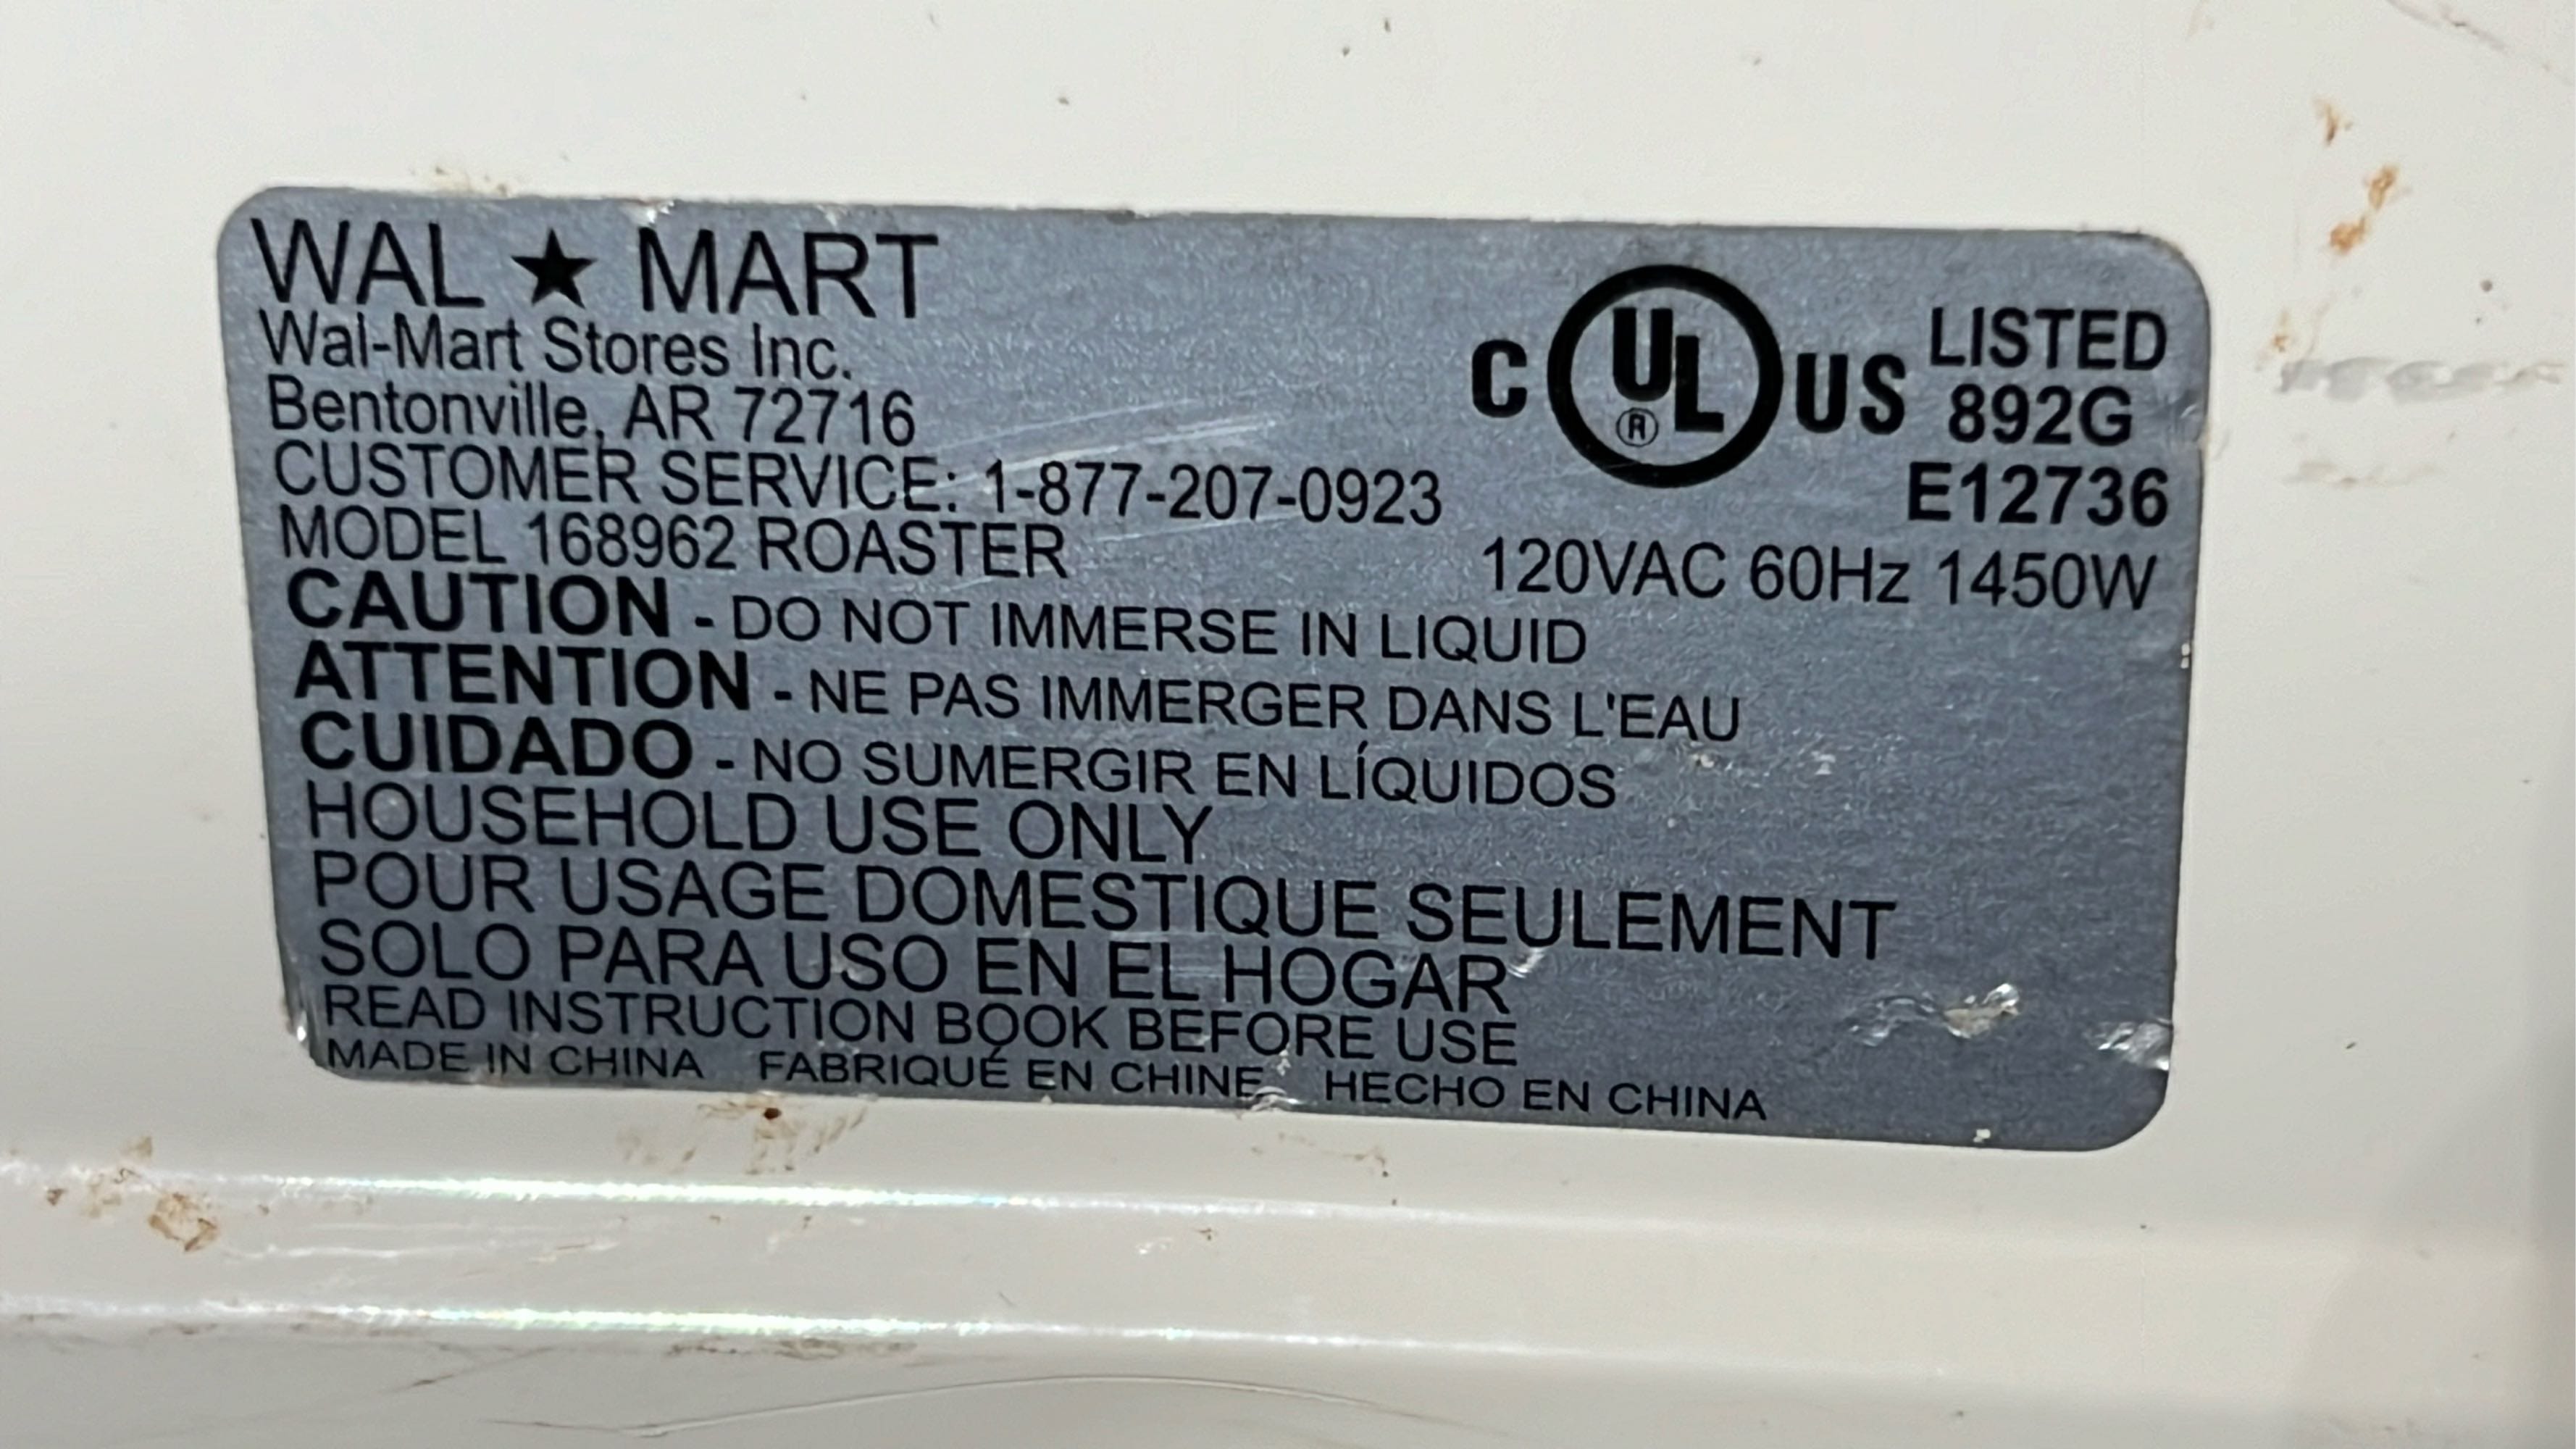 WAL ★ MART
Wal-Mart Stores Inc.
Bentonville, AR 72716
CUSTOMER SERVICE: 1-877-207-0923
MODEL 168962 ROASTER
C UL® US LISTED
892G
E12736
120VAC 60Hz 1450W
CAUTION - DO NOT IMMERSE IN LIQUID
ATTENTION - NE PAS IMMERGER DANS L'EAU
CUIDADO - NO SUMERGIR EN LÍQUIDOS
HOUSEHOLD USE ONLY
POUR USAGE DOMESTIQUE SEULEMENT
SOLO PARA USO EN EL HOGAR
READ INSTRUCTION BOOK BEFORE USE
MADE IN CHINA FABRIQUÉ EN CHINE HECHO EN CHINA